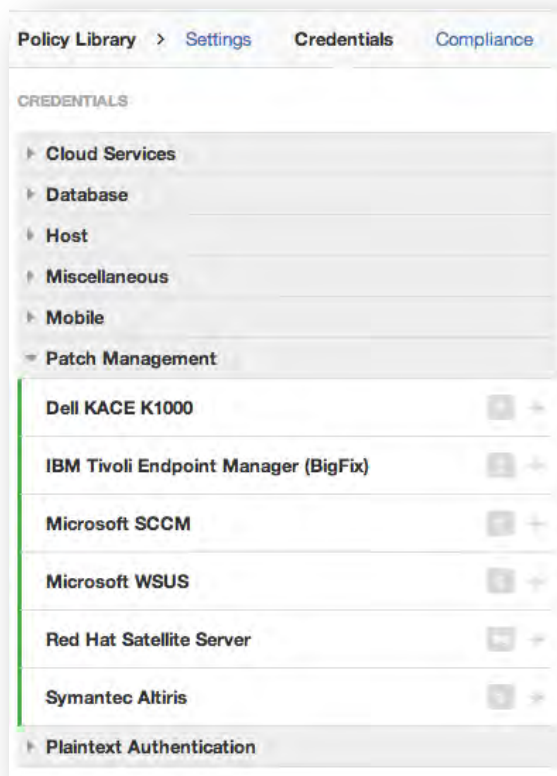 Policy Library > Settings Credentials Compliance
CREDENTIALS
Cloud Services
Database
Host
Miscellaneous
Mobile
Patch Management
Dell KACE K1000
IBM Tivoli Endpoint Manager (BigFix)
Microsoft SCCM
Microsoft WSUS
Red Hat Satellite Server
Symantec Altiris
Plaintext Authentication